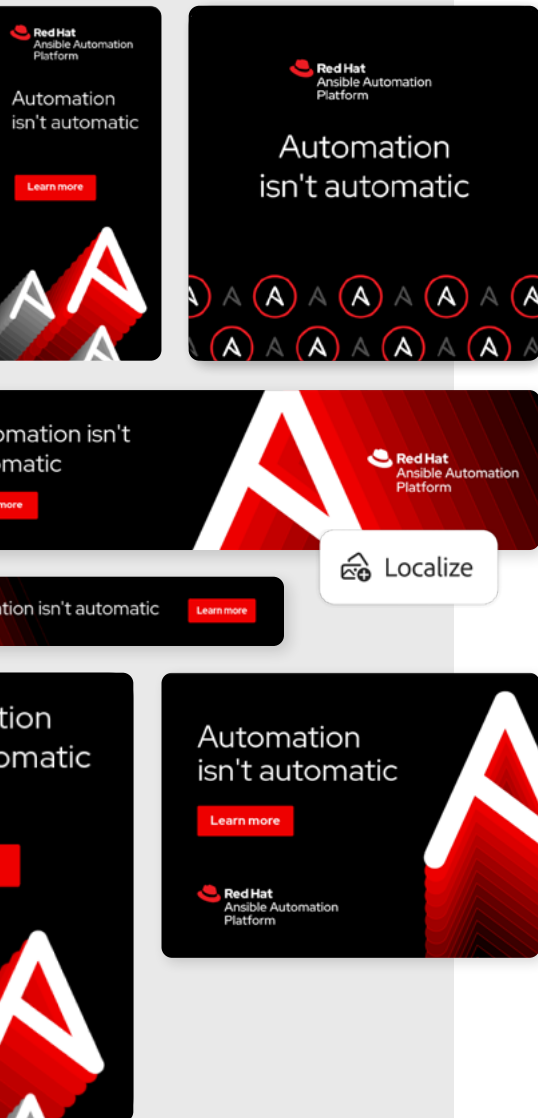 Red Hat
Ansible Automation
Platform
Automation
isn't automatic
Learn more
Red Hat
Ansible Automation
Platform
Automation
isn't automatic
omation isn't
matic
more
Red Hat
Ansible Automation
Platform
Localize
tion isn't automatic
Learn more
tion
omatic
Automation
isn't automatic
Learn more
Red Hat
Ansible Automation
Platform